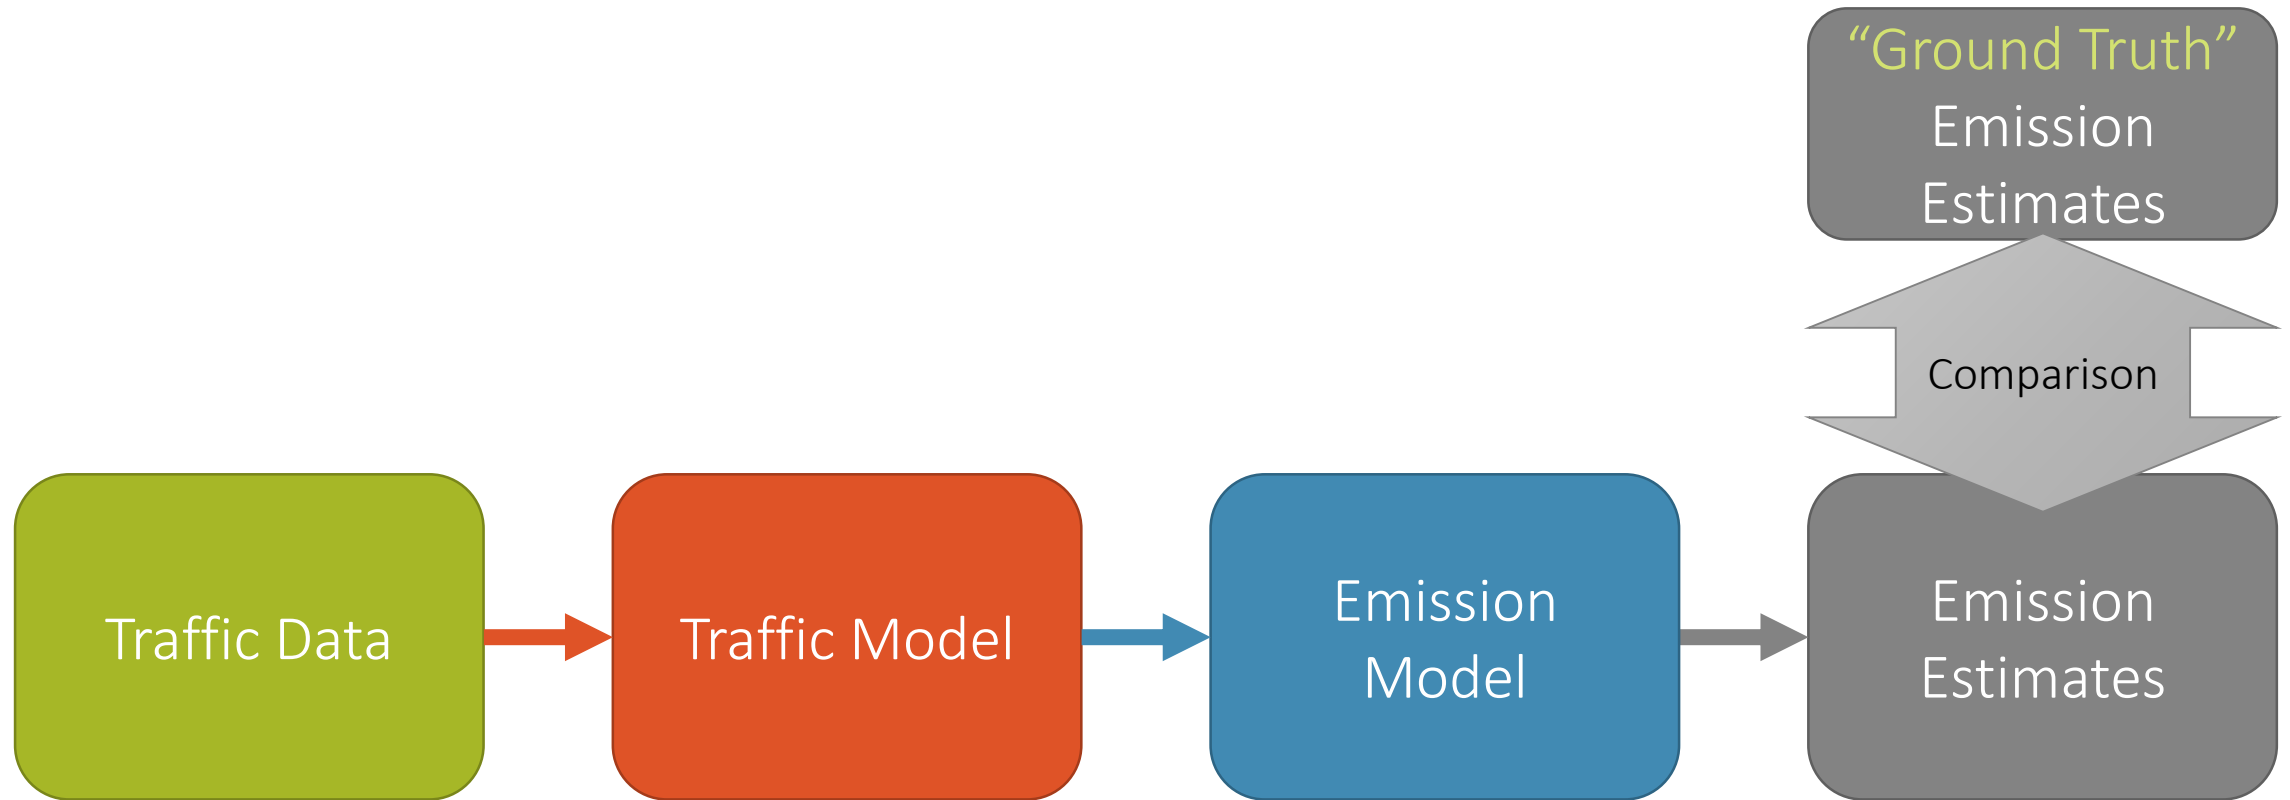 “Ground Truth”
Emission
Estimates
Comparison
Traffic Data
Traffic Model
Emission
Model
Emission
Estimates